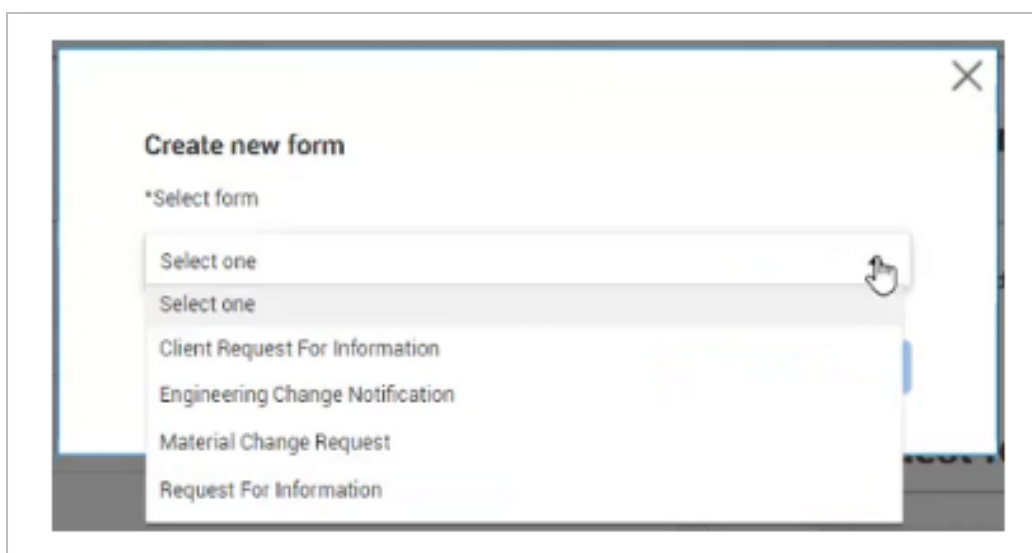 Create new form
*Select form
Select one
Select one
Client Request For Information
Engineering Change Notification
Material Change Request
Request For Information